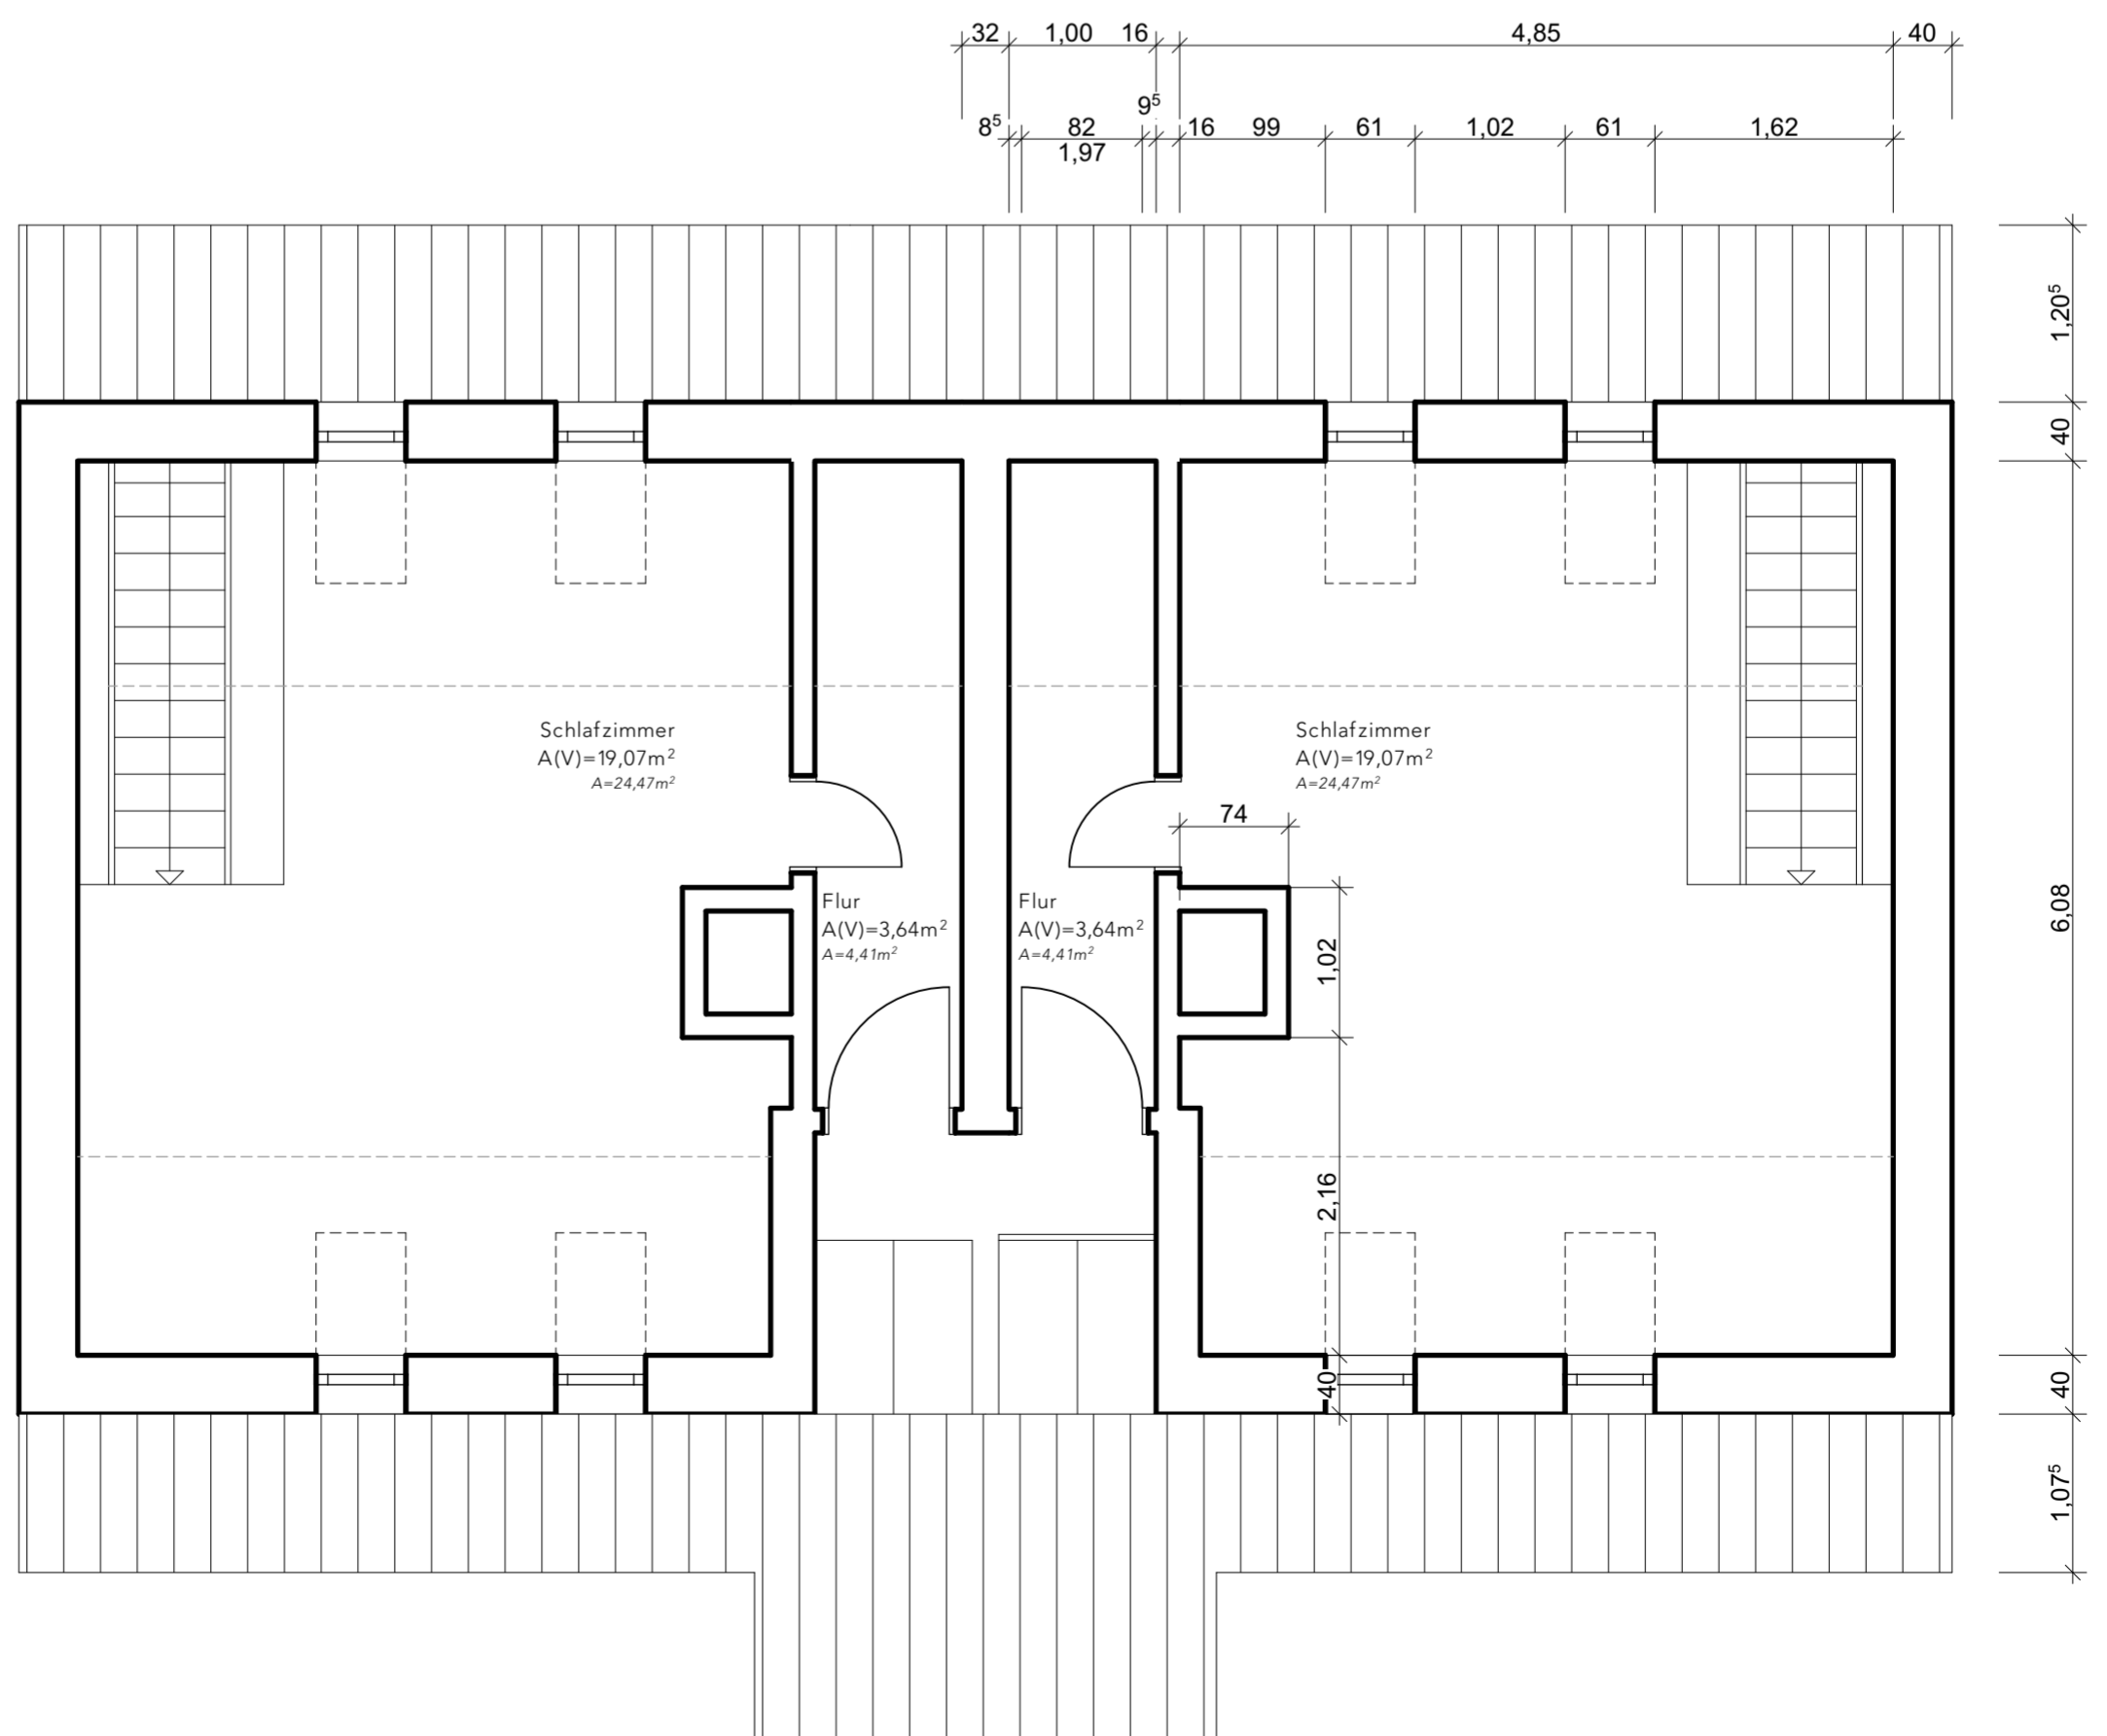 32 1,00 16 4,85 40
9⁵
8⁵ 82 16 99 61 1,02 61 1,62
1,97
1,20⁵
40
Schlafzimmer
A(V)=19,07m²
A=24,47m²
Schlafzimmer
A(V)=19,07m²
A=24,47m²
74
Flur
A(V)=3,64m²
A=4,41m²
Flur
A(V)=3,64m²
A=4,41m²
1,02
6,08
2,16
40
40
1,07⁵